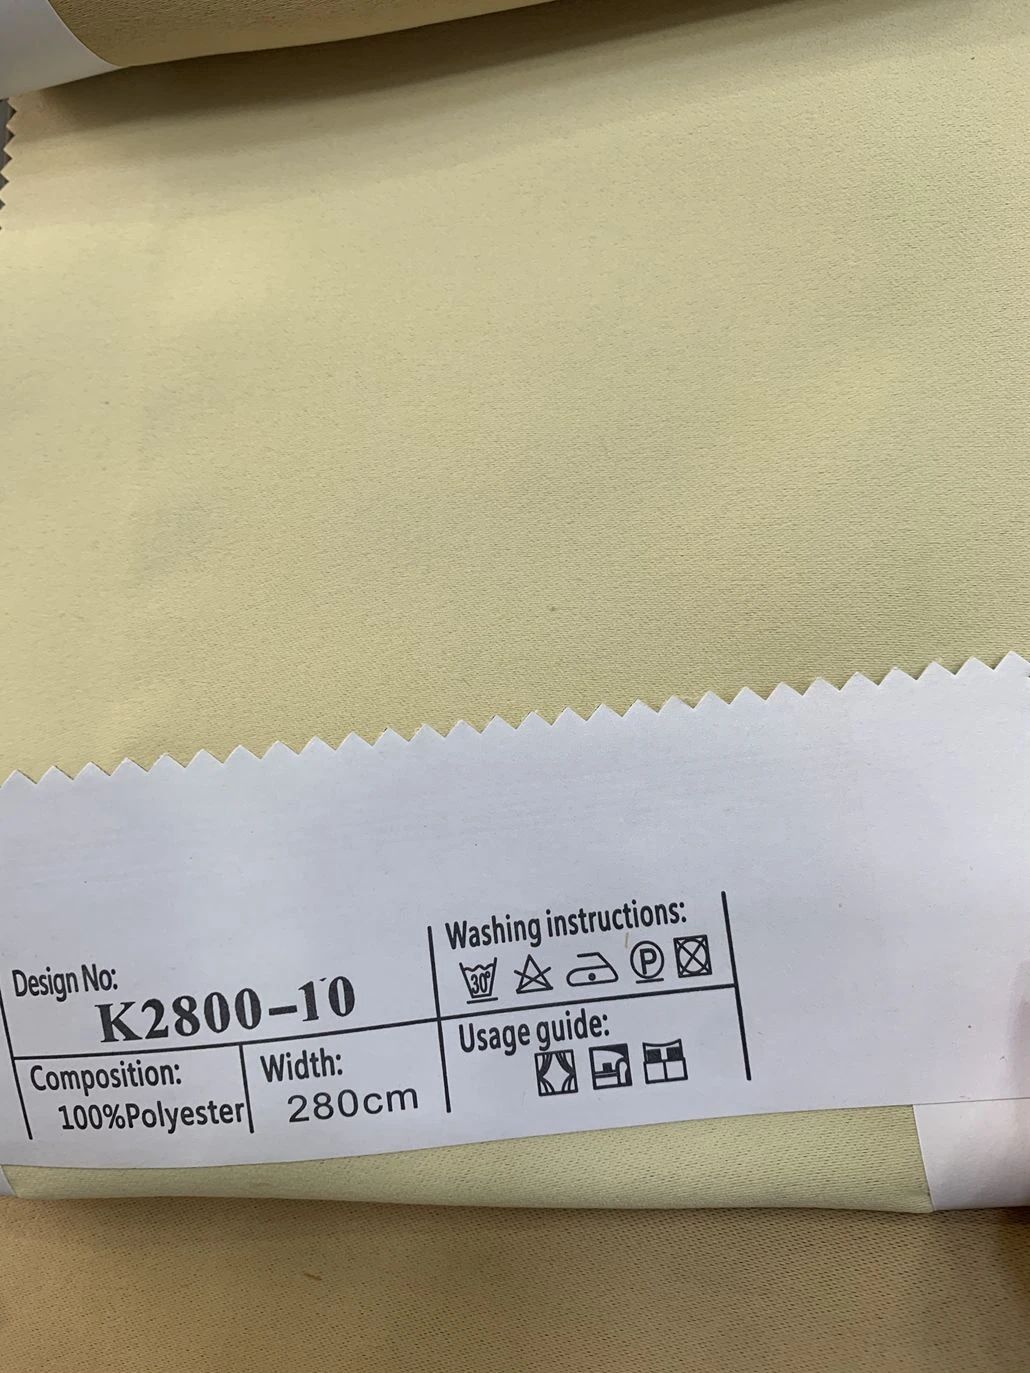 Design No:
K2800-10
Composition:
100%Polyester
Width:
280cm
Washing instructions:
30°
P
Usage guide: